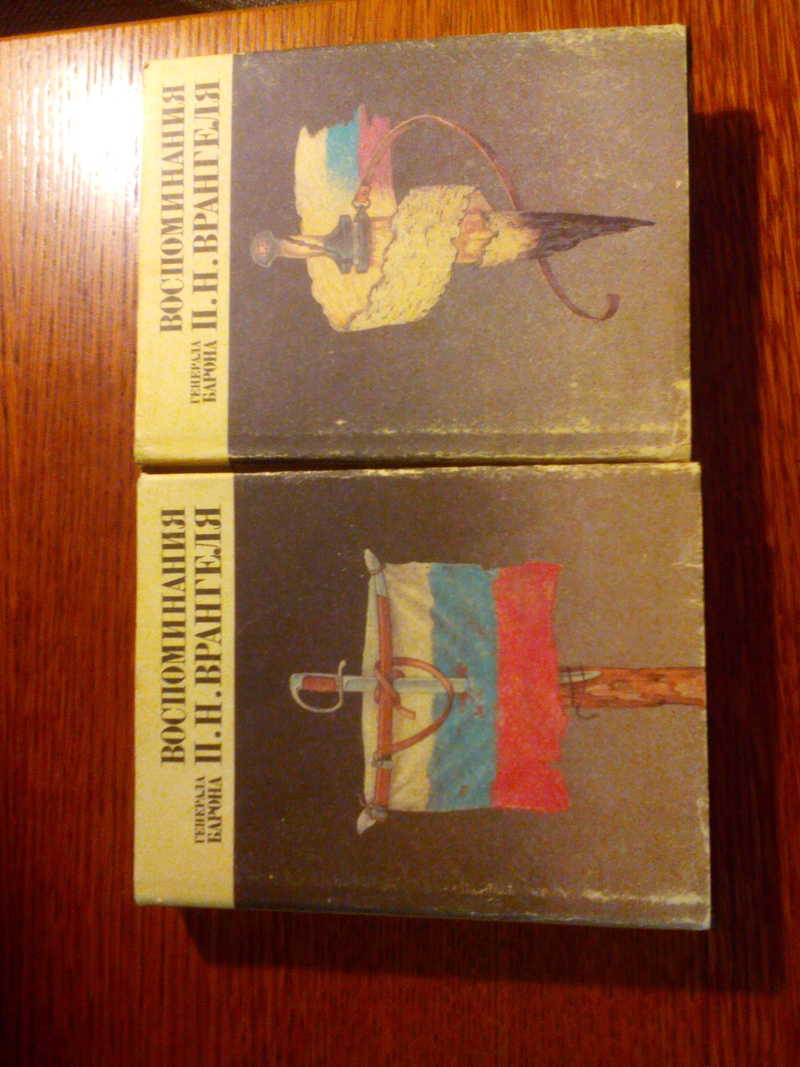 ВОСПОМИНАНИЯ
ГЕНЕРАЛА
БАРОНА П. Н. ВРАНГЕЛЯ
ВОСПОМИНАНИЯ
ГЕНЕРАЛА
БАРОНА П. Н. ВРАНГЕЛЯ